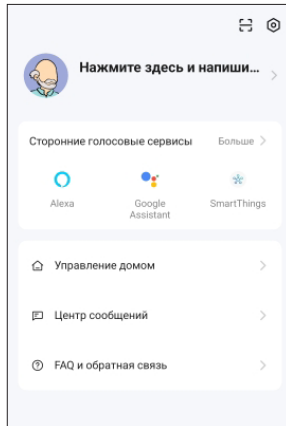 Нажмите здесь и напиши...
Сторонние голосовые сервисы Больше
Alexa
Google
Assistant
SmartThings
Управление домом
Центр сообщений
FAQ и обратная связь